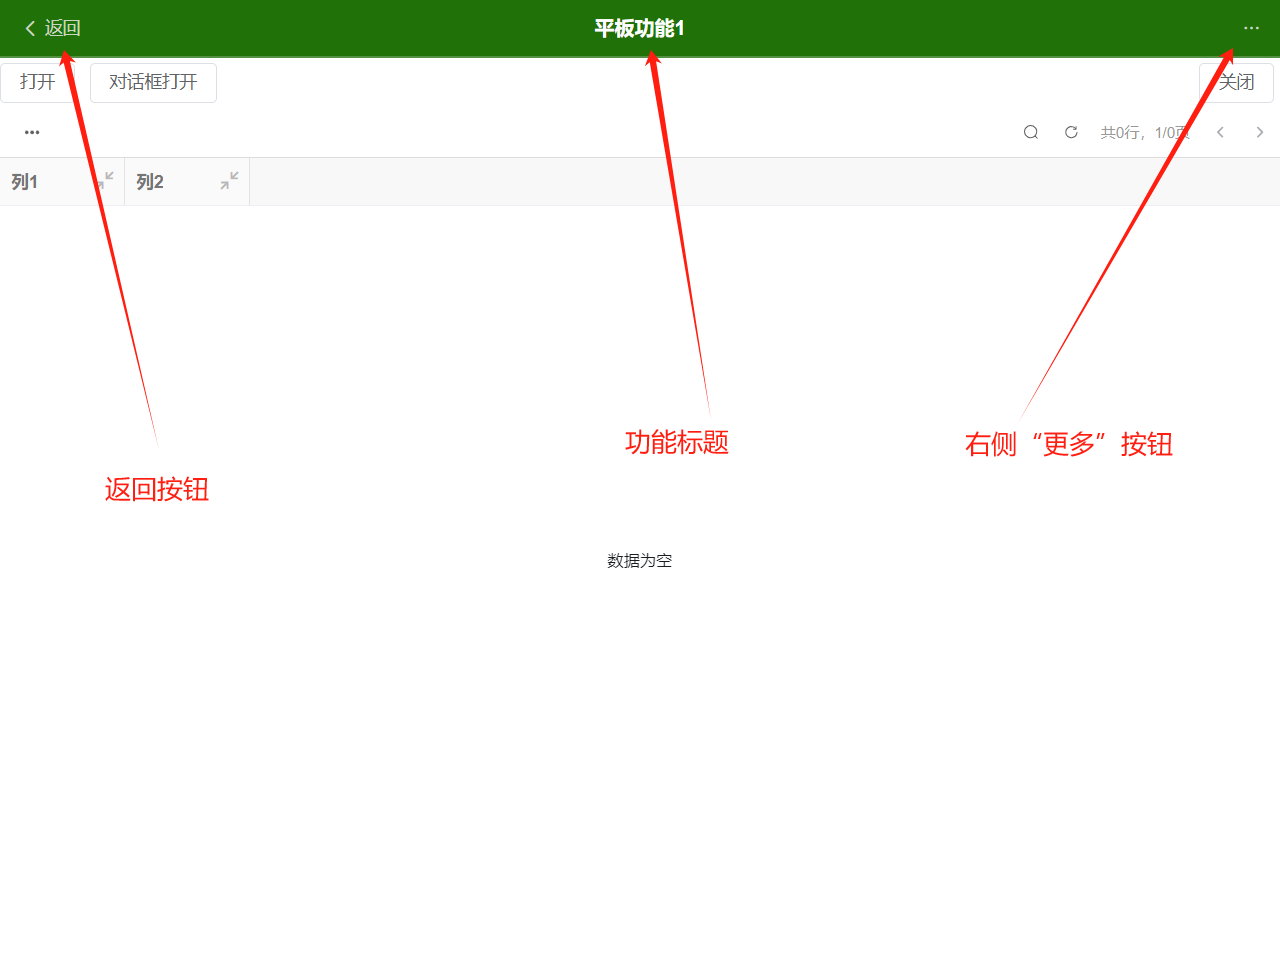 返回
平板功能1
···
打开
对话框打开
关闭
•••
共0行，1/0页
列1
列2
功能标题
右侧“更多”按钮
返回按钮
数据为空